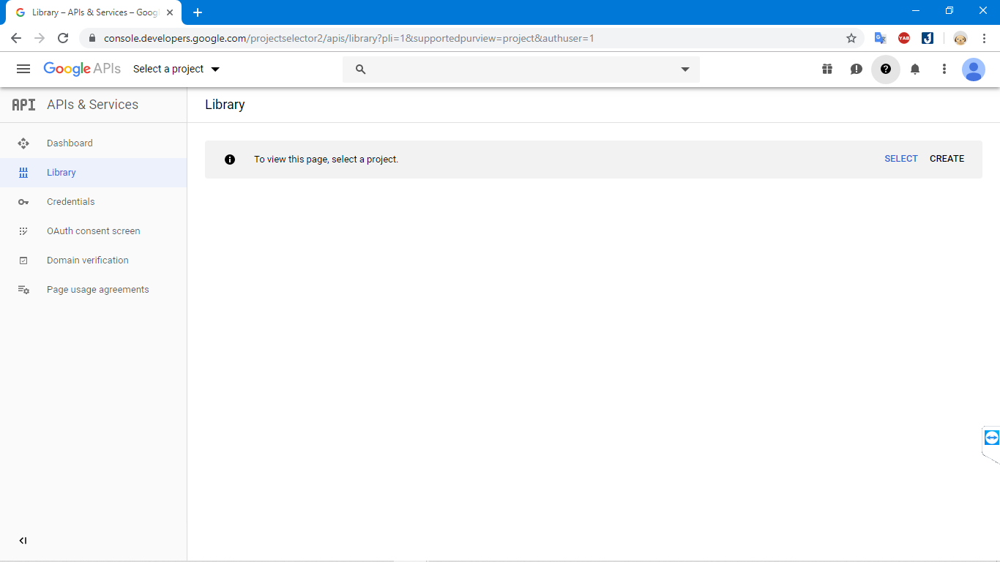 Library – APIs & Services – Goog
console.developers.google.com/projectselector2/apis/library?pli=1&supportedpurview=project&authuser=1
YAB
Google APIs
Select a project
API
APIs & Services
Library
Dashboard
To view this page, select a project.
SELECT
CREATE
Library
Credentials
OAuth consent screen
Domain verification
Page usage agreements